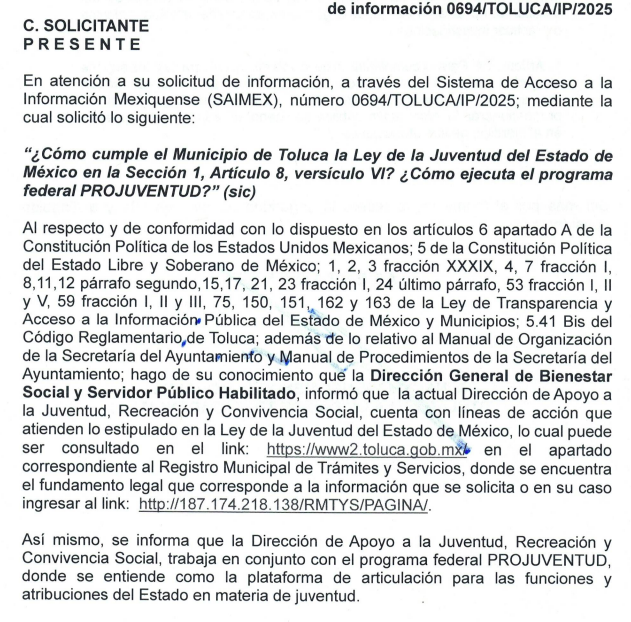 de información 0694/TOLUCA/IP/2025
C. SOLICITANTE
P R E S E N T E
En atención a su solicitud de información, a través del Sistema de Acceso a la
Información Mexiquense (SAIMEX), número 0694/TOLUCA/IP/2025; mediante la
cual solicitó lo siguiente:
“¿Cómo cumple el Municipio de Toluca la Ley de la Juventud del Estado de
México en la Sección 1, Artículo 8, versículo VI? ¿Cómo ejecuta el programa
federal PROJUVENTUD?” (sic)
Al respecto y de conformidad con lo dispuesto en los artículos 6 apartado A de la
Constitución Política de los Estados Unidos Mexicanos; 5 de la Constitución Política
del Estado Libre y Soberano de México; 1, 2, 3 fracción XXXIX, 4, 7 fracción I,
8,11,12 párrafo segundo,15,17, 21, 23 fracción I, 24 último párrafo, 53 fracción I, II
y V, 59 fracción I, II y III, 75, 150, 151, 162 y 163 de la Ley de Transparencia y
Acceso a la Información Pública del Estado de México y Municipios; 5.41 Bis del
Código Reglamentario de Toluca; además de lo relativo al Manual de Organización
de la Secretaría del Ayuntamiento y Manual de Procedimientos de la Secretaría del
Ayuntamiento; hago de su conocimiento que la Dirección General de Bienestar
Social y Servidor Público Habilitado, informó que la actual Dirección de Apoyo a
la Juventud, Recreación y Convivencia Social, cuenta con líneas de acción que
atienden lo estipulado en la Ley de la Juventud del Estado de México, lo cual puede
ser consultado en el link: https://www2.toluca.gob.mx/ en el apartado
correspondiente al Registro Municipal de Trámites y Servicios, donde se encuentra
el fundamento legal que corresponde a la información que se solicita o en su caso
ingresar al link: http://187.174.218.138/RMTYS/PAGINA/.
Así mismo, se informa que la Dirección de Apoyo a la Juventud, Recreación y
Convivencia Social, trabaja en conjunto con el programa federal PROJUVENTUD,
donde se entiende como la plataforma de articulación para las funciones y
atribuciones del Estado en materia de juventud.